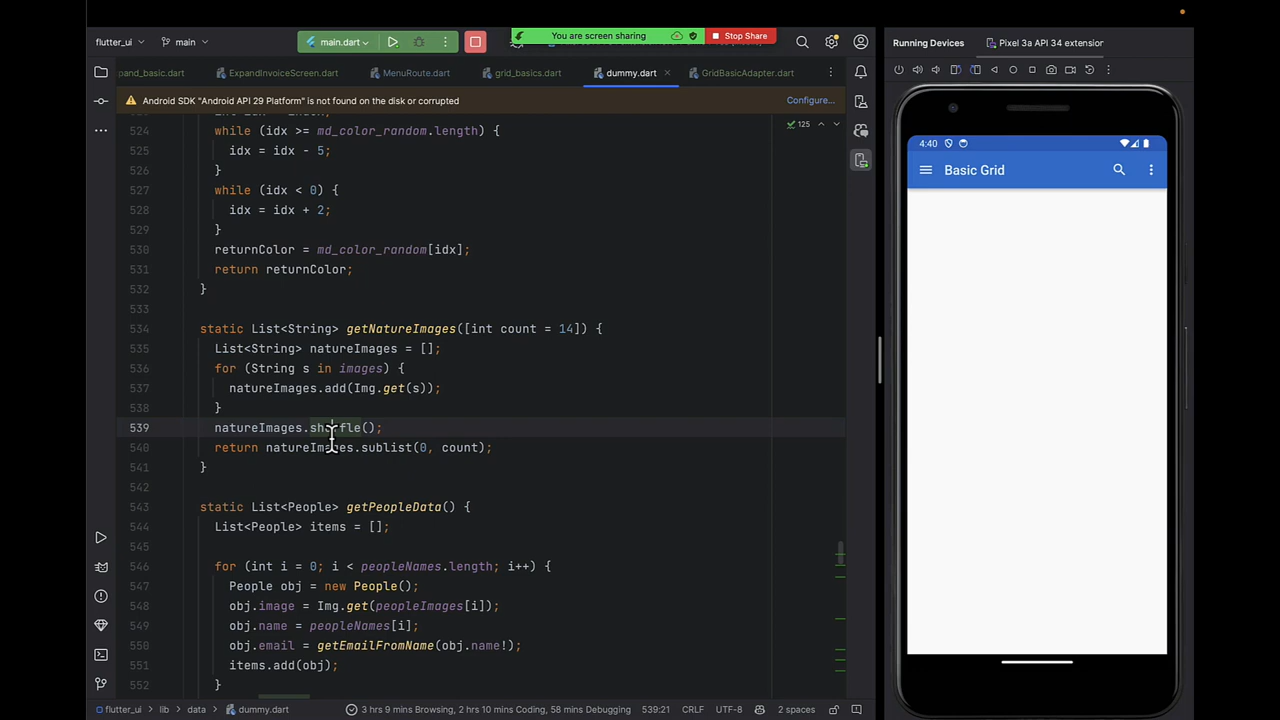 flutter_ui
main
main.dart
You are screen sharing
Stop Share
pand_basic.dart
ExpandInvoiceScreen.dart
MenuRoute.dart
grid_basics.dart
dummy.dart
GridBasicAdapter.dart
Android SDK "Android API 29 Platform" is not found on the disk or corrupted
Configure...
125
524 while (idx >= md_color_random.length) {
525 idx = idx - 5;
526 }
527 while (idx < 0) {
528 idx = idx + 2;
529 }
530 returnColor = md_color_random[idx];
531 return returnColor;
532 }
533
534 static List<String> getNatureImages([int count = 14]) {
535 List<String> natureImages = [];
536 for (String s in images) {
537 natureImages.add(Img.get(s));
538 }
539 natureImages.shuffle();
540 return natureImages.sublist(0, count);
541 }
542
543 static List<People> getPeopleData() {
544 List<People> items = [];
545
546 for (int i = 0; i < peopleNames.length; i++) {
547 People obj = new People();
548 obj.image = Img.get(peopleImages[i]);
549 obj.name = peopleNames[i];
550 obj.email = getEmailFromName(obj.name!);
551 items.add(obj);
552 }
flutter_ui > lib > data > dummy.dart
3 hrs 9 mins Browsing, 2 hrs 10 mins Coding, 58 mins Debugging
539:21
CRLF
UTF-8
2 spaces
Running Devices
Pixel 3a API 34 extension
4:40
Basic Grid